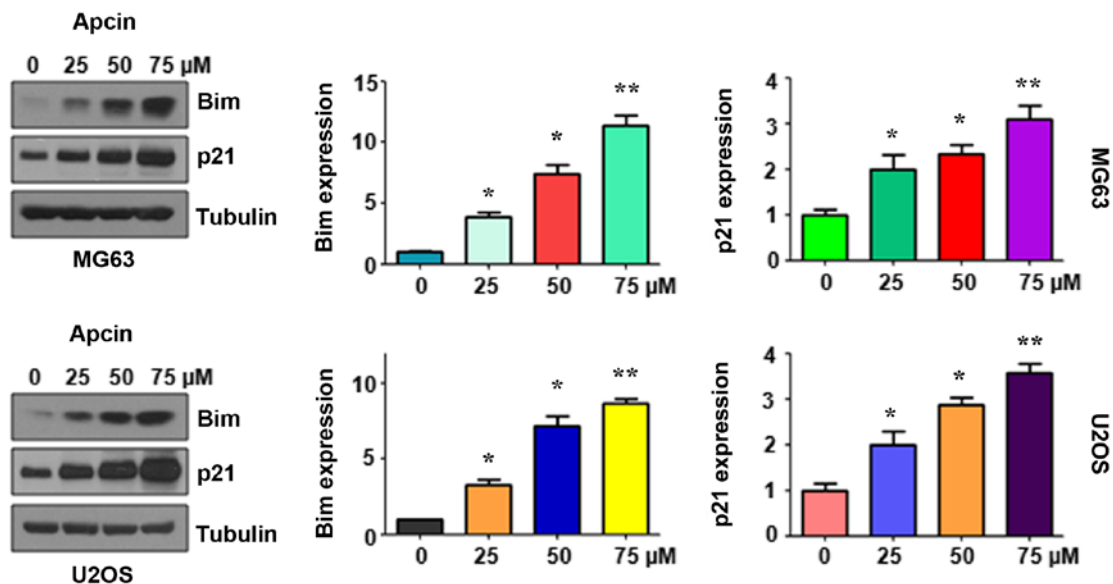 Apcin
0 25 50 75 µM
Bim
p21
Tubulin
MG63
Bim expression
15
10
5
0
*
*
**
0 25 50 75 µM
p21 expression
4
3
2
1
0
*
*
**
0 25 50 75 µM
MG63
Apcin
0 25 50 75 µM
Bim
p21
Tubulin
U2OS
Bim expression
10
5
0
*
*
**
0 25 50 75 µM
p21 expression
4
3
2
1
0
*
*
**
0 25 50 75 µM
U2OS